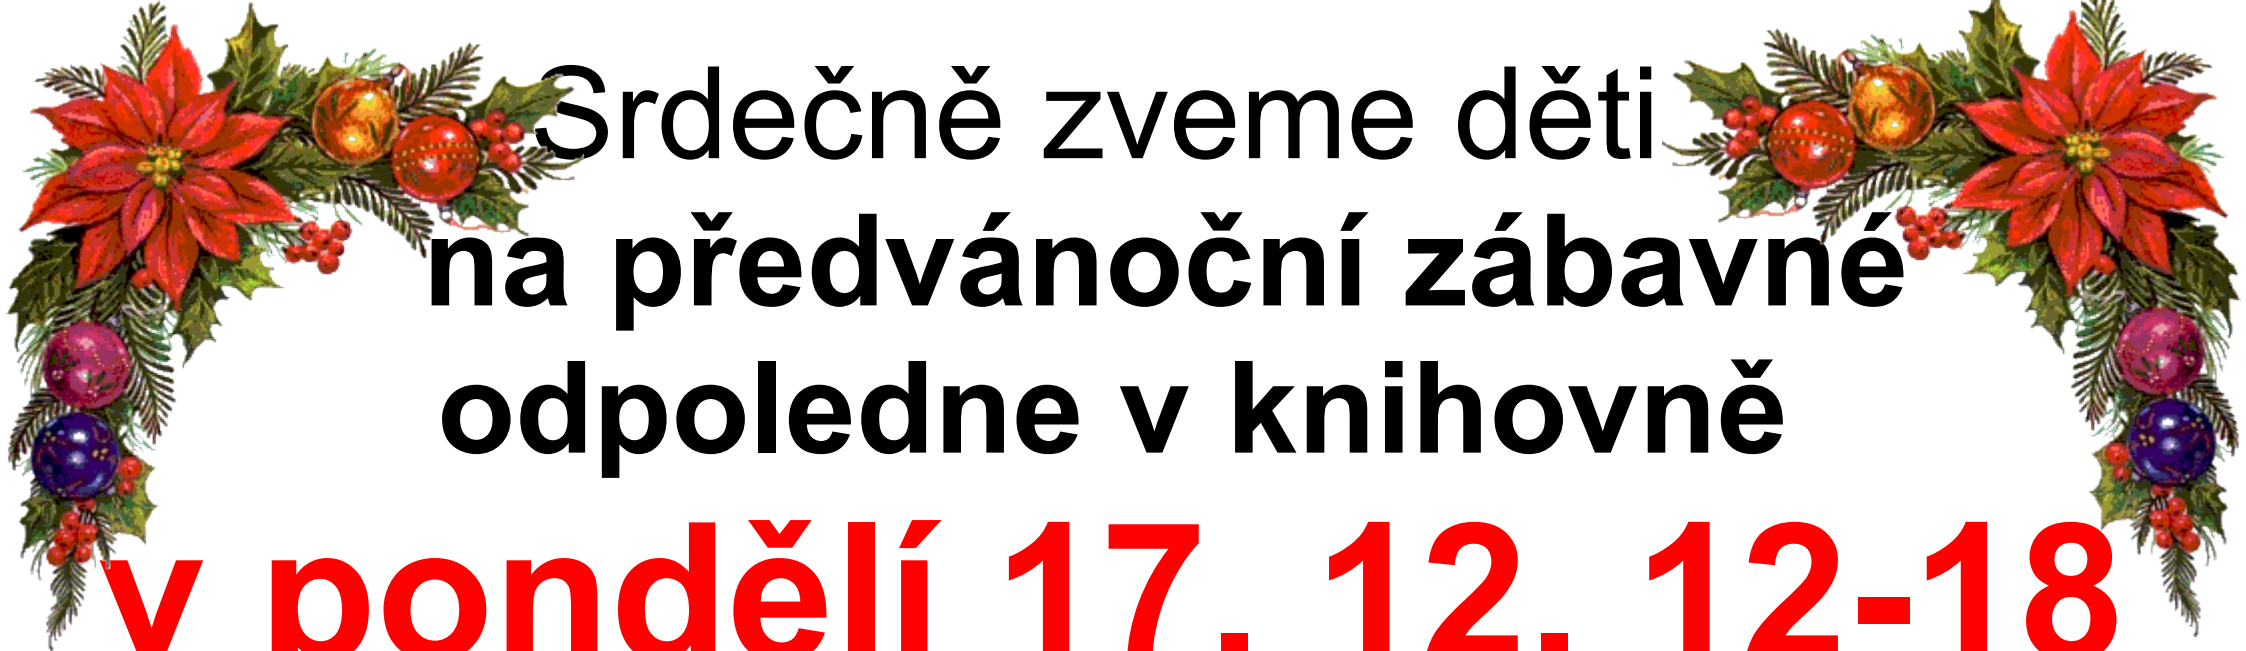 Srdečně zveme děti
na předvánoční zábavné
odpoledne v knihovně
v pondělí 17. 12. 12-18